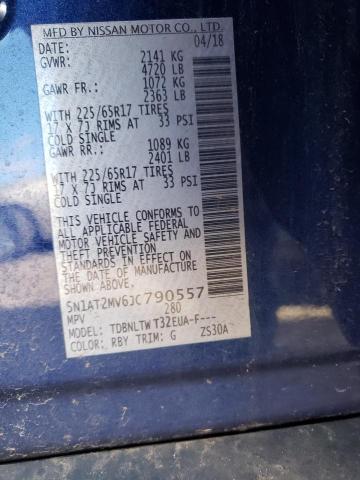 MFD BY NISSAN MOTOR CO., LTD.
DATE: 04/18
GVWR: 2141 KG
4720 LB
GAWR FR.: 1072 KG
2363 LB
WITH 225/65R17 TIRES
17 X 7J RIMS AT 33 PSI
COLD SINGLE
GAWR RR.: 1089 KG
2401 LB
WITH 225/65R17 TIRES
17 X 7J RIMS AT 33 PSI
COLD SINGLE
THIS VEHICLE CONFORMS TO
ALL APPLICABLE FEDERAL
MOTOR VEHICLE SAFETY AND
THEFT PREVENTION
STANDARDS IN EFFECT
ON THE DATE OF
MANUFACTURE SHOWN
ABOVE.
5N1AT2MV6JC790557
MPV 280
MODEL: TDBNLTW T32EUA-F---
COLOR: RBY TRIM: G ZS30A